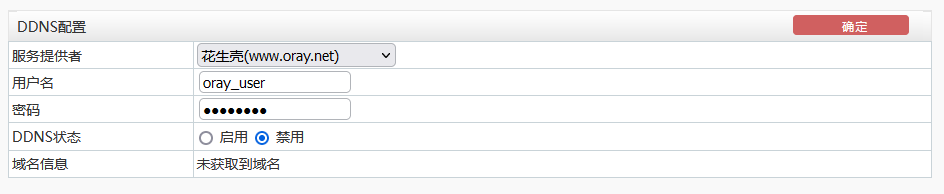 DDNS配置 确定
服务提供者 花生壳(www.oray.net)
用户名 oray_user
密码 ●●●●●●●●
DDNS状态 启用 禁用
域名信息 未获取到域名